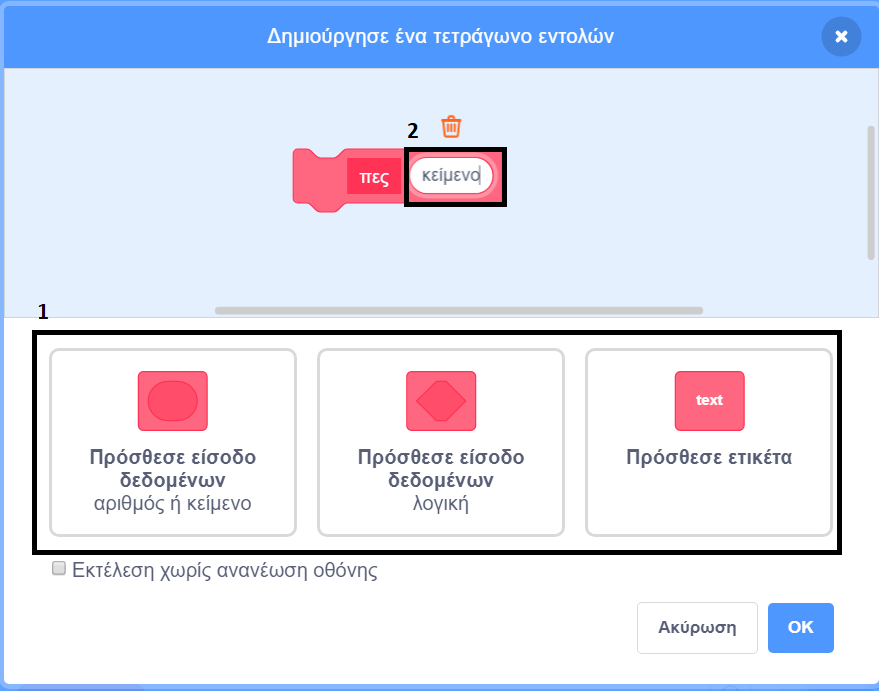 Δημιούργησε ένα τετράγωνο εντολών
2
πες κείμενο
1
Πρόσθεσε είσοδο
δεδομένων
αριθμός ή κείμενο
Πρόσθεσε είσοδο
δεδομένων
λογική
text
Πρόσθεσε ετικέτα
Εκτέλεση χωρίς ανανέωση οθόνης
Ακύρωση
OK